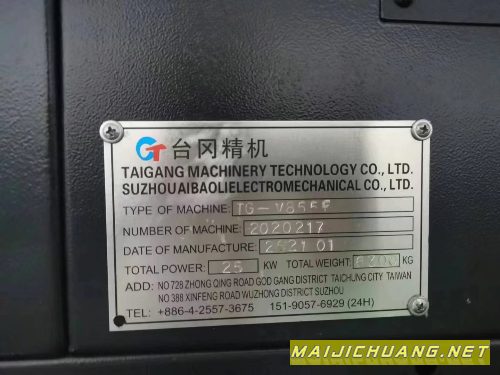 GT 台冈精机
TAIGANG MACHINERY TECHNOLOGY CO., LTD.
SUZHOUAIBAOLIELECTROMECHANICAL CO., LTD.
TYPE OF MACHINE:
NUMBER OF MACHINE: 2020217
DATE OF MANUFACTURE: 2521 01
TOTAL POWER: 25 KW TOTAL WEIGHT: KG
ADD: NO 728 ZHONG QING ROAD GOD GANG DISTRICT TAICHUNG CITY TAIWAN
NO 388 XINFENG ROAD WUZHONG DISTRICT SUZHOU
TEL: +886-4-2557-3675 151-9057-6929 (24H)
MAIJICHUANG.NET